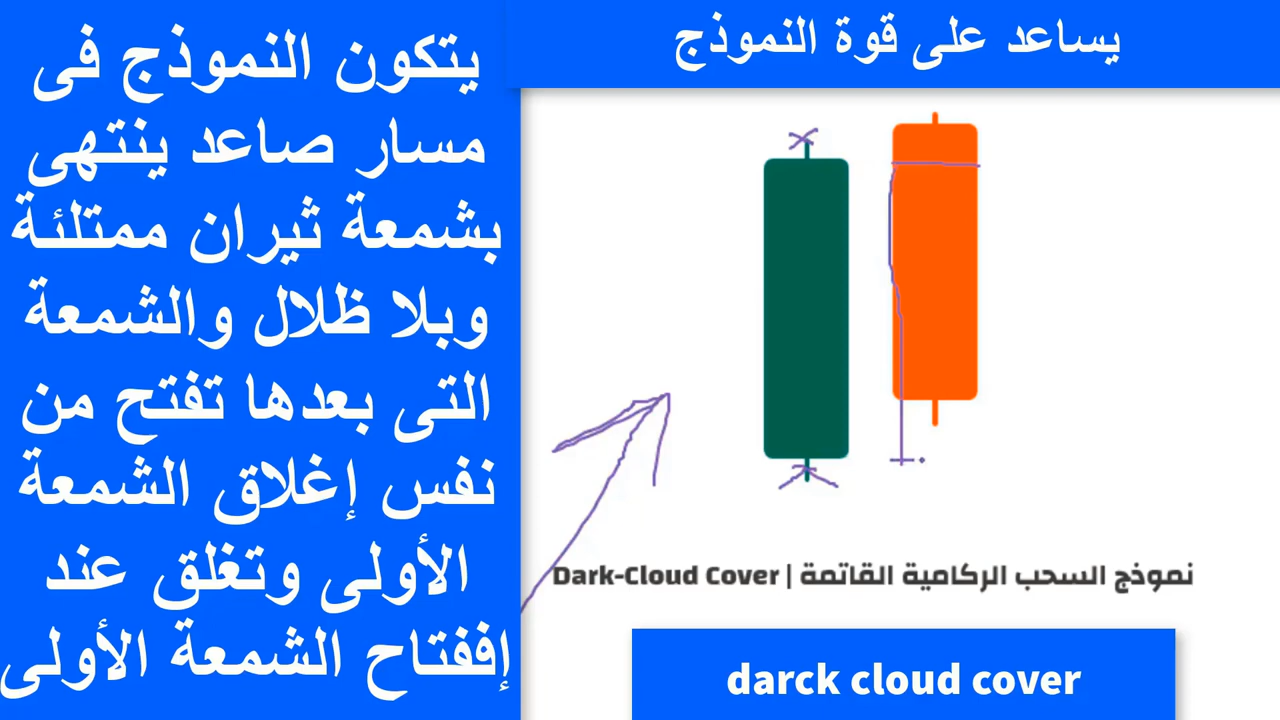 يساعد على قوة النموذج
يتكون النموذج فى
مسار صاعد ينتهى
بشمعة ثيران ممتلئة
وبلا ظلال والشمعة
التى بعدها تفتح من
نفس إغلاق الشمعة
الأولى وتغلق عند
إففتاح الشمعة الأولى
نموذج السحب الركامية القاتمة | Dark-Cloud Cover
darck cloud cover